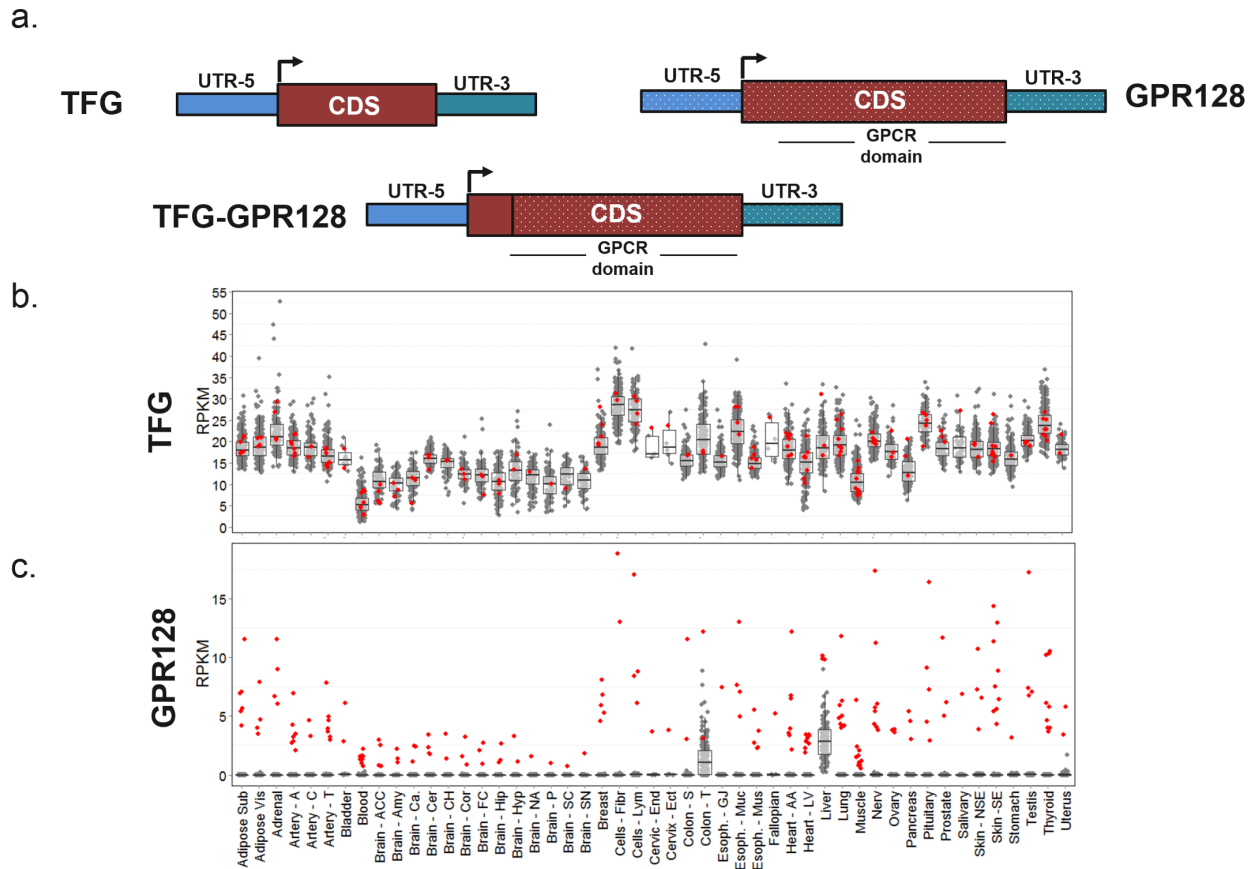 a.
UTR-5 UTR-3
TFG CDS
UTR-5 UTR-3
CDS GPR128
GPCR
domain
UTR-5 UTR-3
TFG-GPR128 CDS
GPCR
domain
b.
TFG
RPKM
55
50
45
40
35
30
25
20
15
10
5
0
c.
GPR128
RPKM
15
10
5
0
Adipose Sub
Adipose Vis
Adrenal
Artery - A
Artery - C
Artery - T
Bladder
Blood
Brain - ACC
Brain - Amy
Brain - Ca.
Brain - Cer
Brain - CH
Brain - Cor
Brain - FC
Brain - Hip
Brain - Hyp
Brain - NA
Brain - P
Brain - SC
Brain - SN
Breast
Cells - Fibr
Cells - Lym
Cervic - End
Cervix - Ect
Colon - S
Colon - T
Esoph. - GJ
Esoph. - Muc
Esoph. - Mus
Fallopian
Heart - AA
Heart - LV
Liver
Lung
Muscle
Nerv
Ovary
Pancreas
Pituitary
Prostate
Salivary
Skin - NSE
Skin - SE
Stomach
Testis
Thyroid
Uterus